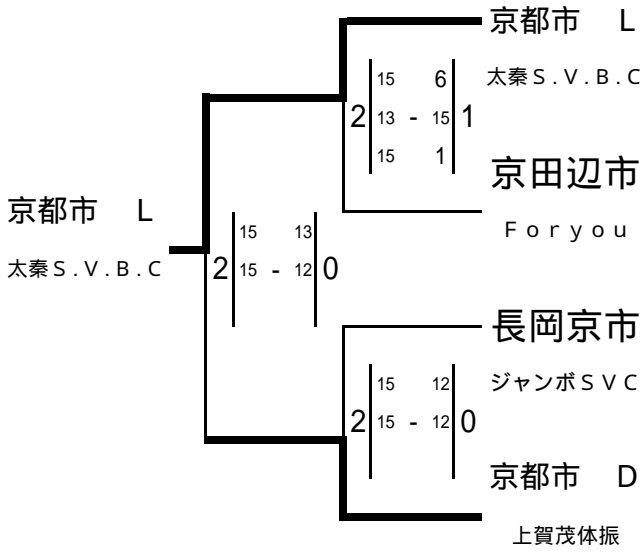 京都市　L
太秦S．V．B．C
15 6
2 13 - 15 1
15 1
京田辺市
Foryou
京都市　L
太秦S．V．B．C
15 13
2 15 - 12 0
長岡京市
ジャンボSVC
15 12
2 15 - 12 0
京都市　D
上賀茂体振